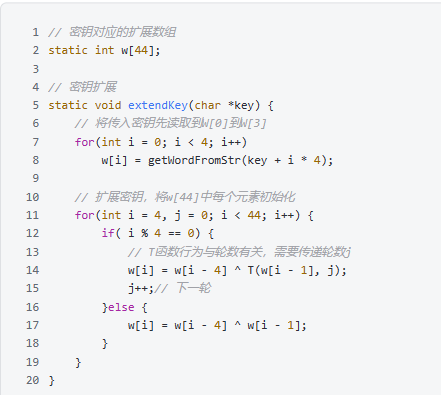 1 // 密钥对应的扩展数组
2 static int w[44];
3
4 // 密钥扩展
5 static void extendKey(char *key) {
6     // 将传入密钥先读取到W[0]到W[3]
7     for(int i = 0; i < 4; i++)
8         w[i] = getWordFromStr(key + i * 4);
9
10     // 扩展密钥，将w[44]中每个元素初始化
11     for(int i = 4, j = 0; i < 44; i++) {
12         if( i % 4 == 0) {
13             // T函数行为与轮数有关，需要传递轮数j
14             w[i] = w[i - 4] ^ T(w[i - 1], j);
15             j++;// 下一轮
16         }else {
17             w[i] = w[i - 4] ^ w[i - 1];
18         }
19     }
20 }